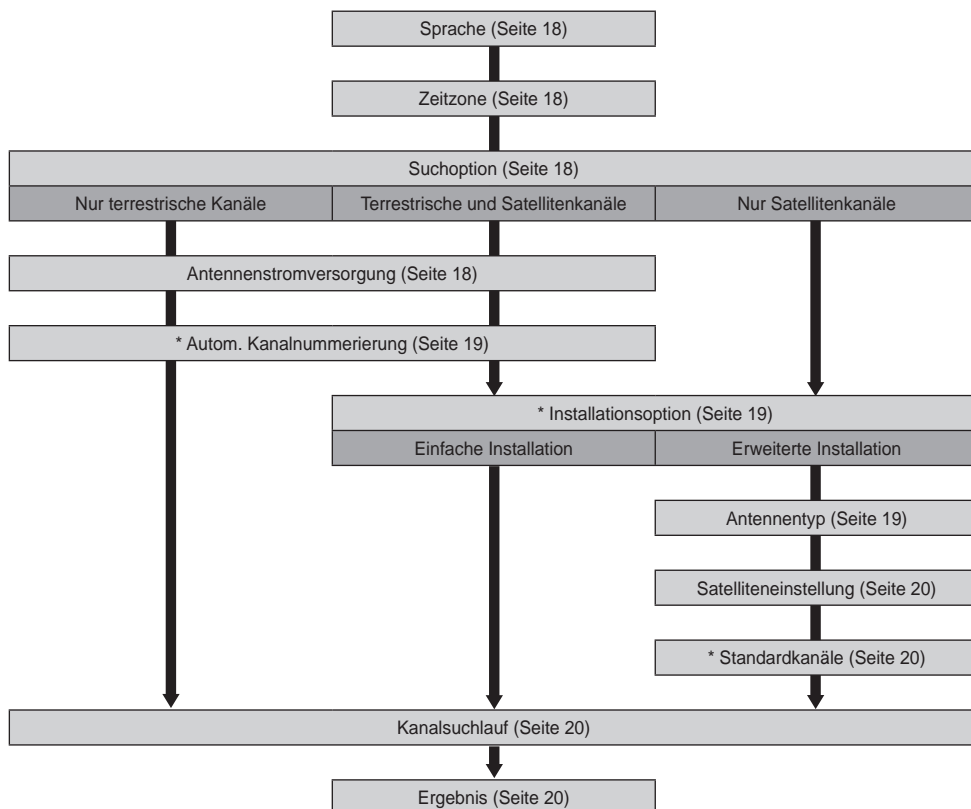 Sprache (Seite 18)
Zeitzone (Seite 18)
Suchoption (Seite 18)
Nur terrestrische Kanäle
Terrestrische und Satellitenkanäle
Nur Satellitenkanäle
Antennenstromversorgung (Seite 18)
* Autom. Kanalnummerierung (Seite 19)
* Installationsoption (Seite 19)
Einfache Installation
Erweiterte Installation
Antennentyp (Seite 19)
Satelliteneinstellung (Seite 20)
* Standardkanäle (Seite 20)
Kanalsuchlauf (Seite 20)
Ergebnis (Seite 20)